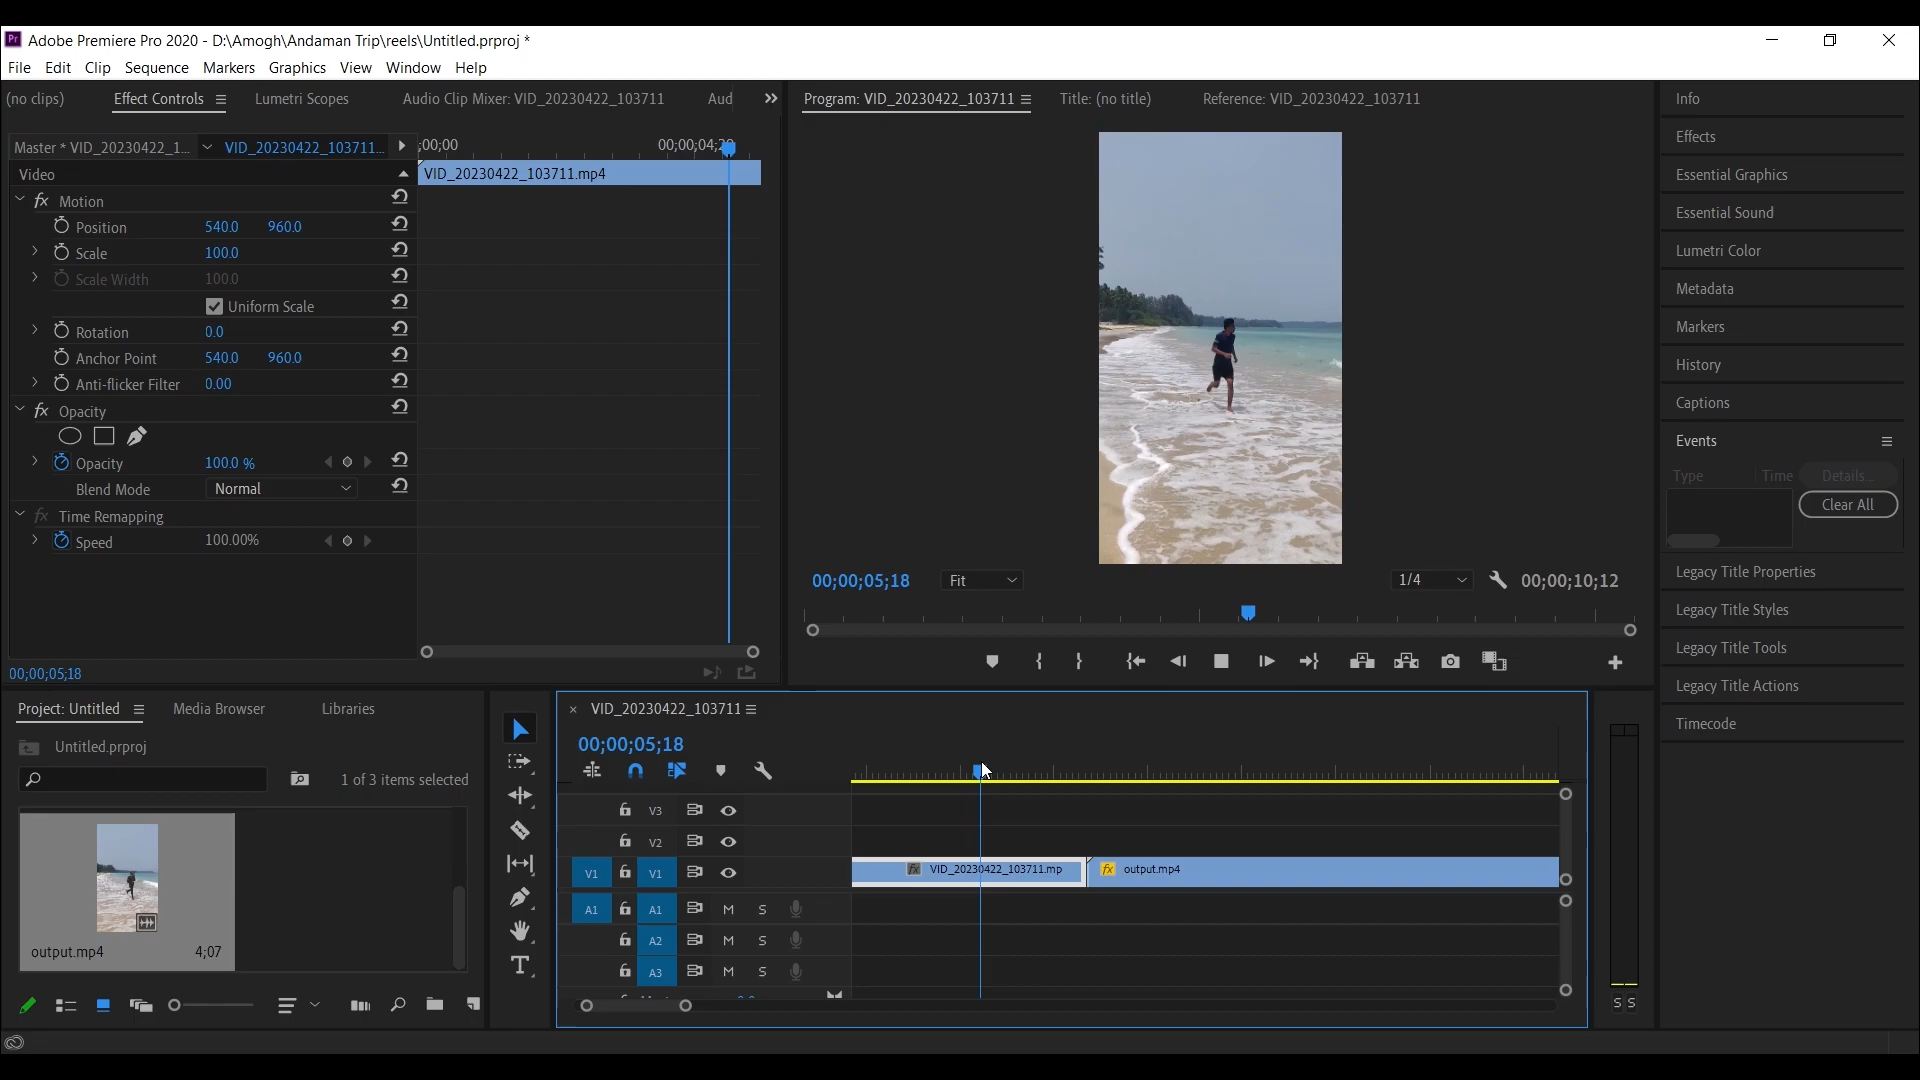 Adobe Premiere Pro 2020 - D:\Amogh\Andaman Trip\reels\Untitled.prproj *
File Edit Clip Sequence Markers Graphics View Window Help
(no clips) Effect Controls Lumetri Scopes Audio Clip Mixer: VID_20230422_103711 Aud
Master * VID_20230422_1... VID_20230422_103711...
;00;00
VID_20230422_103711.mp4
Video
Motion
Position 540.0 960.0
Scale 100.0
Scale Width 100.0
Uniform Scale
Rotation 0.0
Anchor Point 540.0 960.0
Anti-flicker Filter 0.00
Opacity
Opacity 100.0 %
Blend Mode Normal
Time Remapping
Speed 100.00%
00;00;05;18
Program: VID_20230422_103711 Title: (no title) Reference: VID_20230422_103711
00;00;05;18 Fit 1/4 00;00;10;12
Info
Effects
Essential Graphics
Essential Sound
Lumetri Color
Metadata
Markers
History
Captions
Events
Type Time Details...
Clear All
Legacy Title Properties
Legacy Title Styles
Legacy Title Tools
Legacy Title Actions
Timecode
Project: Untitled Media Browser Libraries
Untitled.prproj
1 of 3 items selected
output.mp4 4;07
VID_20230422_103711
00;00;05;18
V3
V2
V1 V1
VID_20230422_103711.mp
fx output.mp4
A1 A1 M S
A2 M S
A3 M S
S S